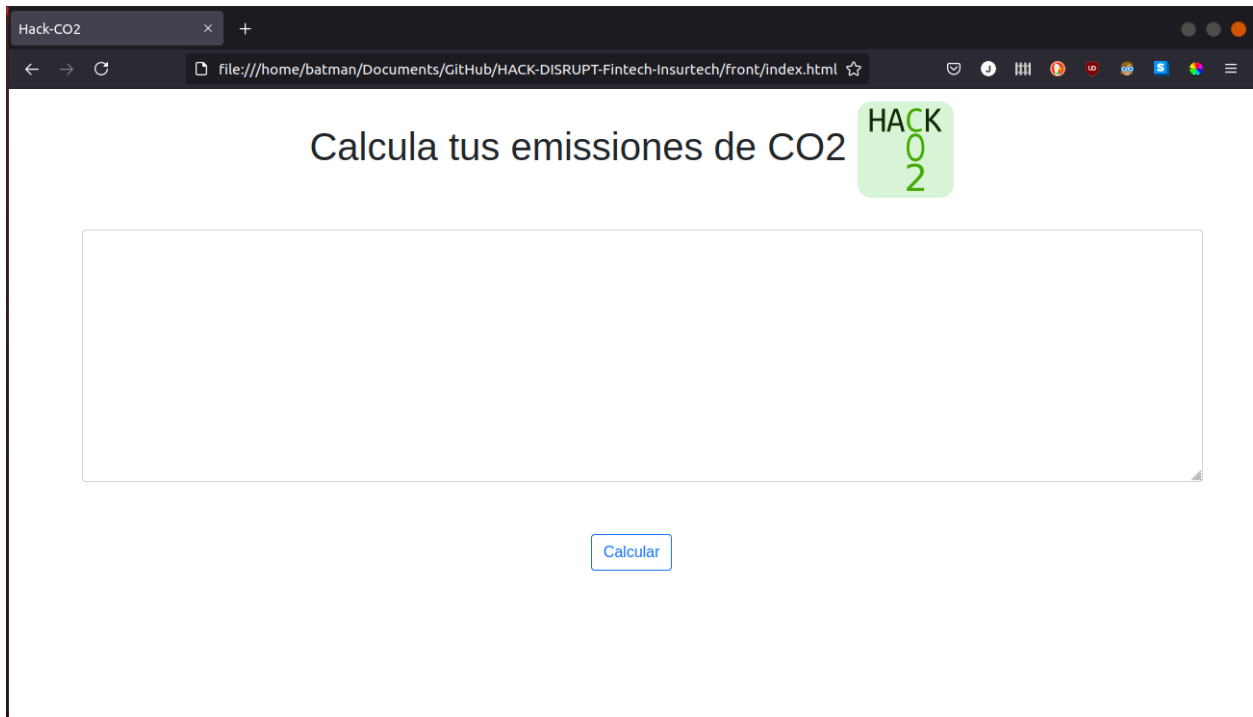 Hack-CO2
file:///home/batman/Documents/GitHub/HACK-DISRUPT-Fintech-Insurtech/front/index.html
Calcula tus emissiones de CO2
HACK
O
2
Calcular